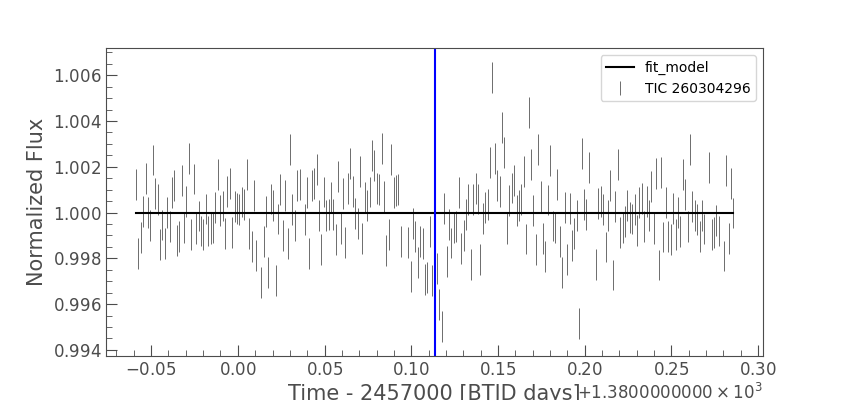 Normalized Flux
1.006
1.004
1.002
1.000
0.998
0.996
0.994
fit_model
TIC 260304296
−0.05 0.00 0.05 0.10 0.15 0.20 0.25 0.30
Time - 2457000 [BTJD days]
+1.3800000000 × 10³